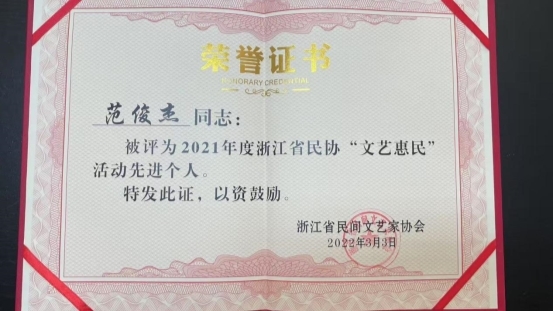 荣誉证书
HONORARY CREDENTIAL
范俊杰 同志：
被评为2021年度浙江省民协“文艺惠民”
活动先进个人。
特发此证，以资鼓励。
浙江省民间文艺家协会
2022年3月3日